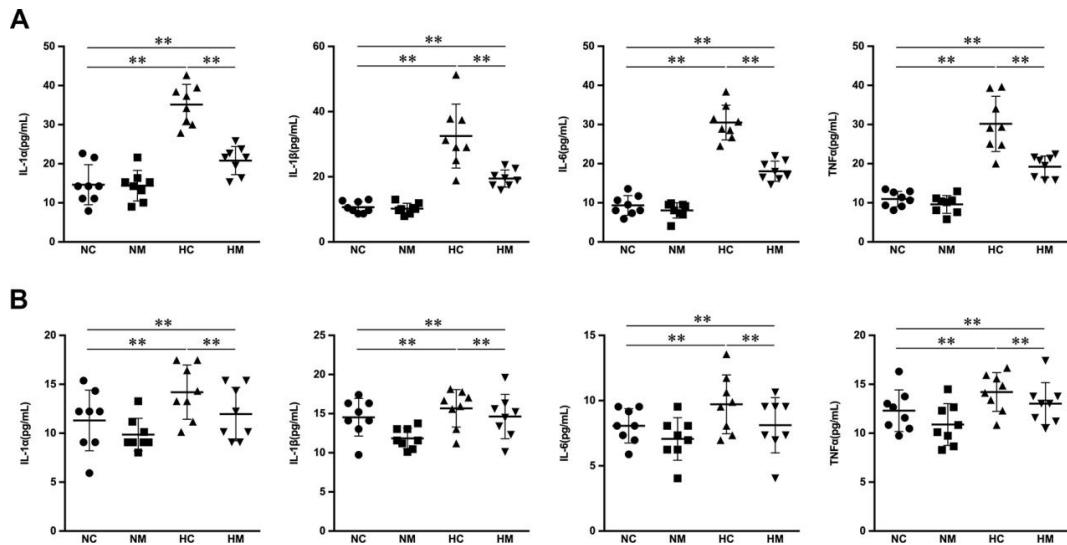 A
** ** ** **
** ** ** ** ** ** ** **
50 60 50 50
40 40 40 40
30 30 30
20 20 20 20
10 10 10
0 0 0 0
IL-1α(pg/mL) IL-1β(pg/mL) IL-6(pg/mL) TNFα(pg/mL)
NC NM HC HM NC NM HC HM NC NM HC HM NC NM HC HM
B
** ** ** **
** ** ** ** ** ** ** **
20 25 15 20
15 20 10 15
10 15 5 10
5 10 0 5
0 5 0
0
IL-1α(pg/mL) IL-1β(pg/mL) IL-6(pg/mL) TNFα(pg/mL)
NC NM HC HM NC NM HC HM NC NM HC HM NC NM HC HM